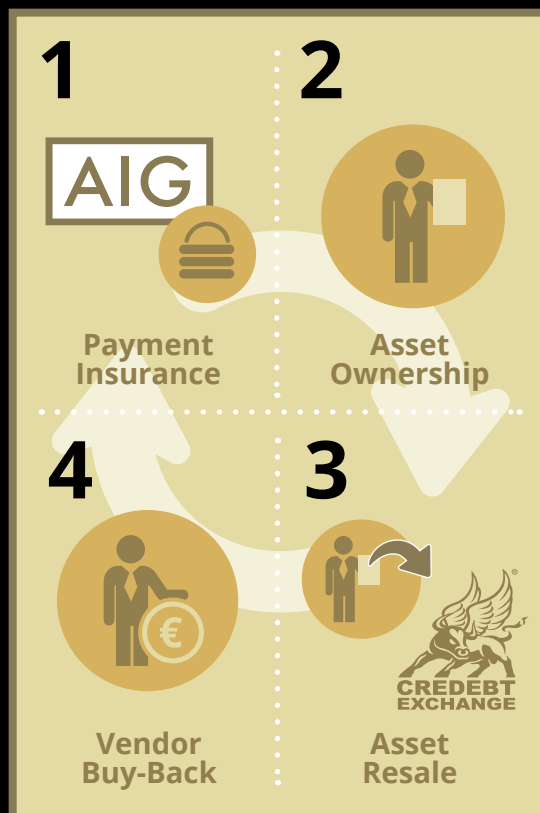 1
AIG
Payment
Insurance
2
Asset
Ownership
3
®
CREDEBT
EXCHANGE
Asset
Resale
4
€
Vendor
Buy-Back